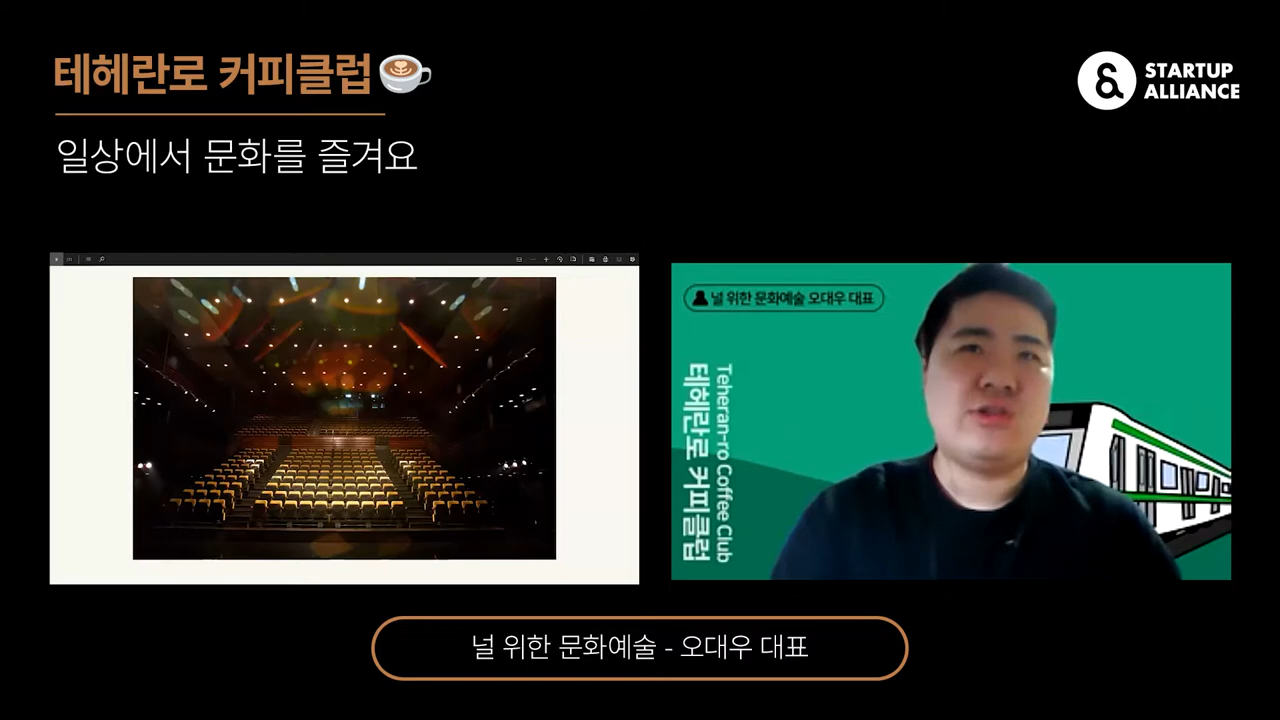 테헤란로 커피클럽
STARTUP
ALLIANCE
일상에서 문화를 즐겨요
널 위한 문화예술 오대우 대표
Teheran-ro Coffee Club
테헤란로 커피클럽
널 위한 문화예술 - 오대우 대표